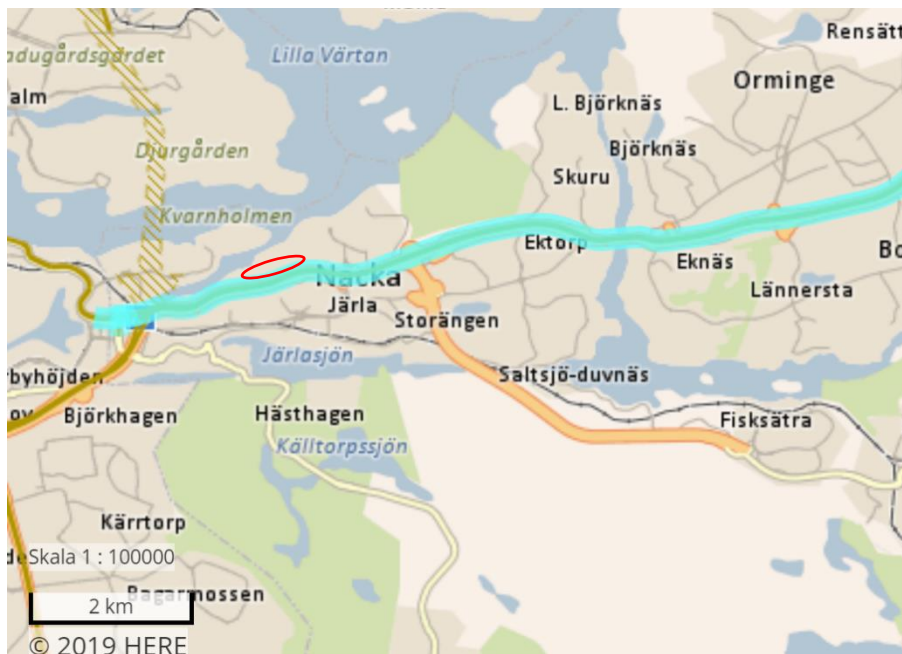 Lilla Värtan
Rensätt
adugårdsgärdet
Orminge
alm
L. Björknäs
Djurgården
Björknäs
Skuru
Kvarnholmen
Ektorp
Eknäs
Bo
Nacka
Lännersta
Järla
Storängen
Järlasjön
rbyhöjden
Saltsjö-duvnäs
Björkhagen
Hästhagen
Fisksätra
Källtorpssjön
Kärrtorp
Skala 1 : 100000
Bagarmossen
2 km
© 2019 HERE